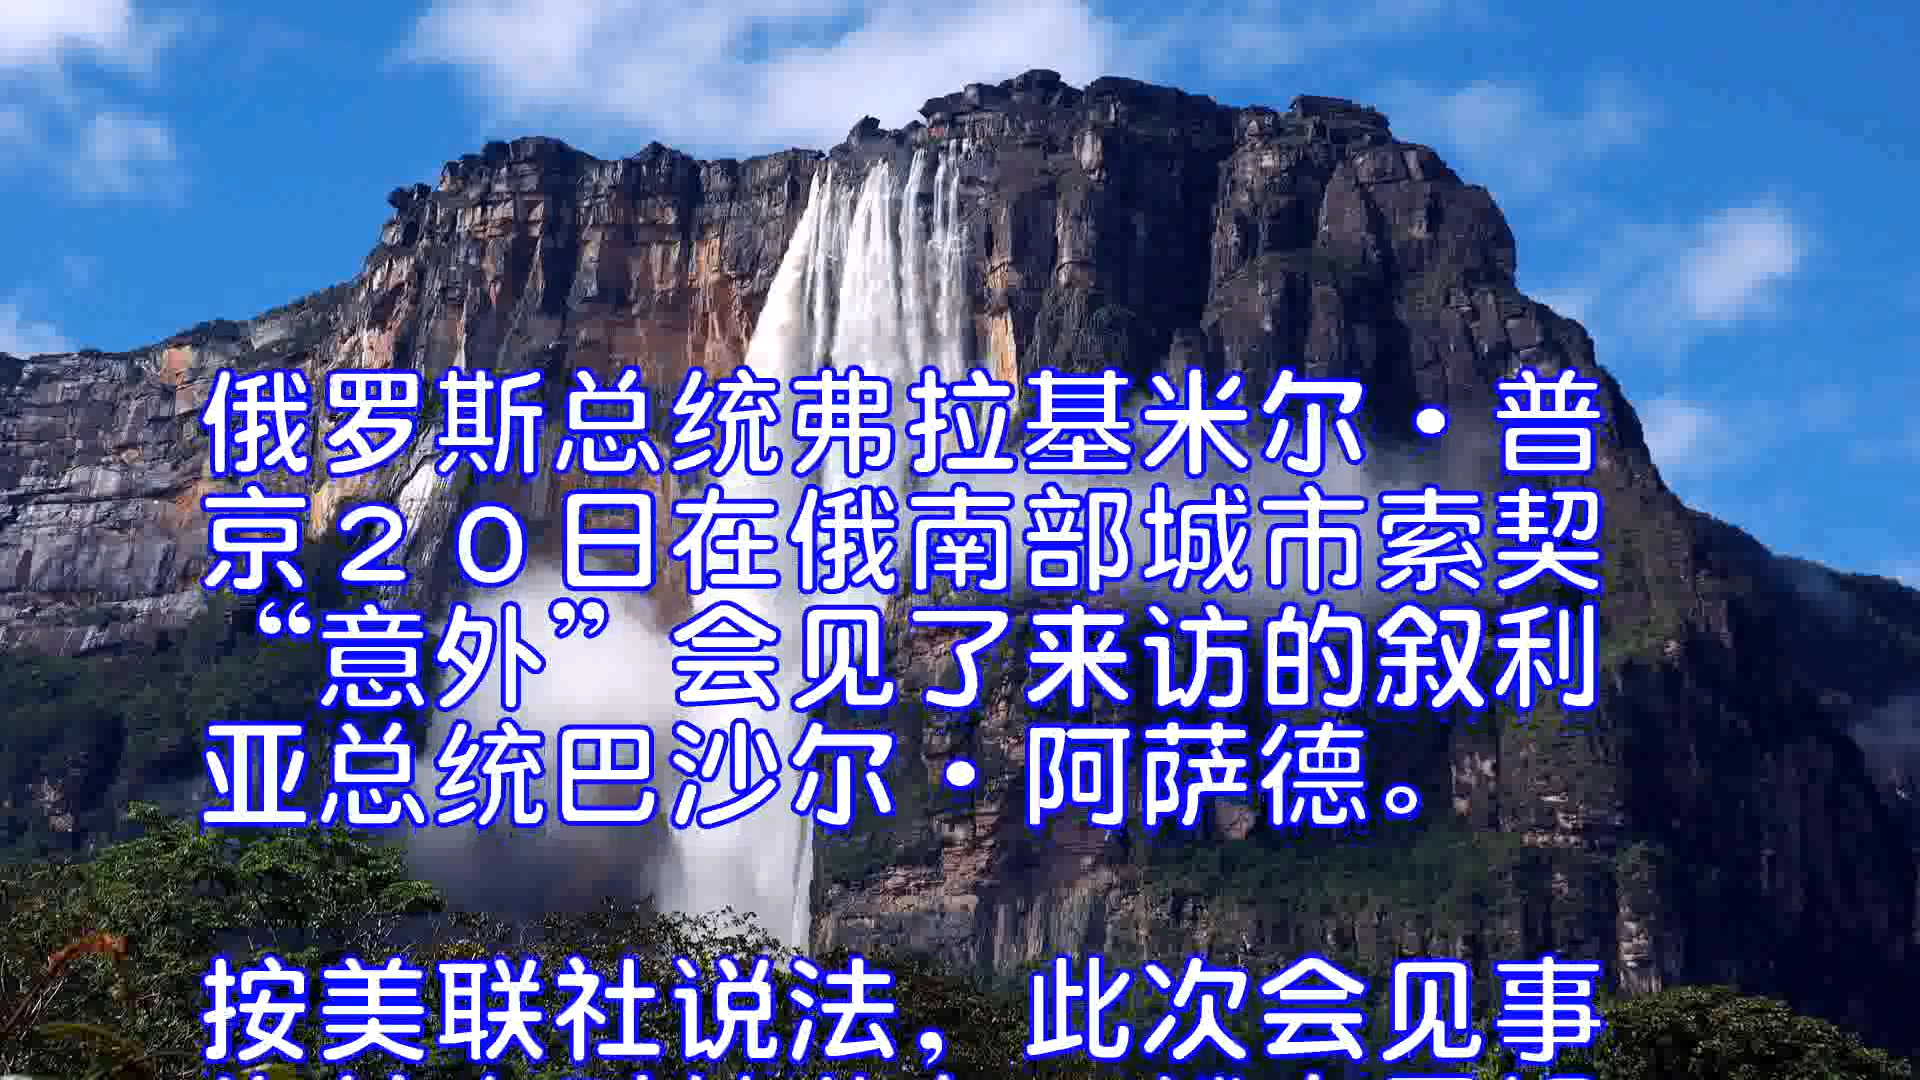 俄罗斯总统弗拉基米尔·普
京２０日在俄南部城市索契
“意外”会见了来访的叙利
亚总统巴沙尔·阿萨德。
按美联社说法，此次会见事